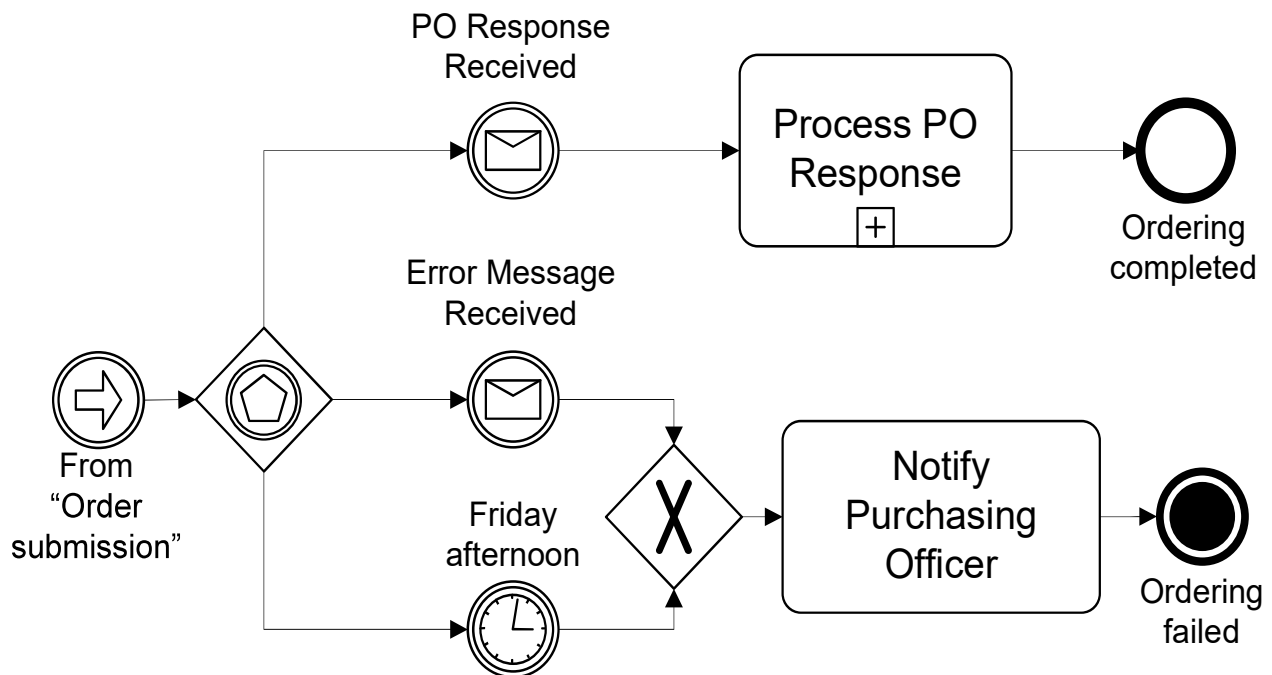 PO Response
Received
Process PO
Response
Ordering
completed
Error Message
Received
From
“Order
submission”
Friday
afternoon
Notify
Purchasing
Officer
Ordering
failed